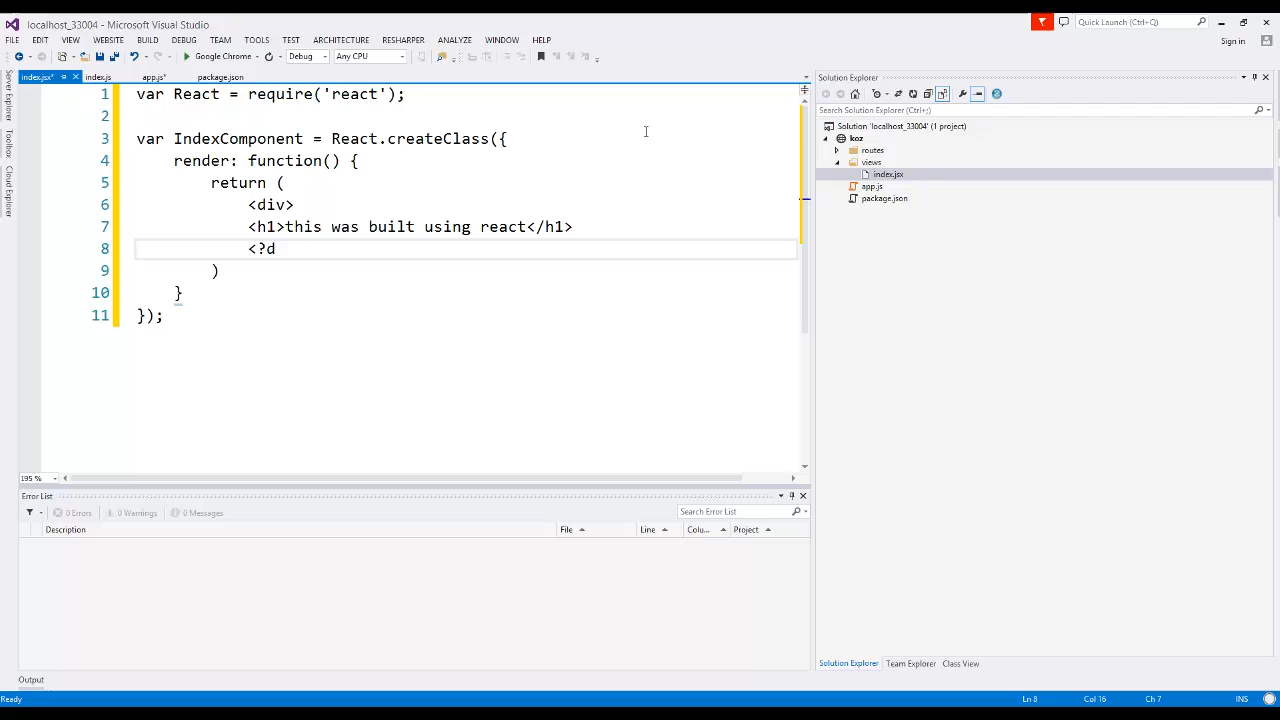 localhost_33004 - Microsoft Visual Studio
Quick Launch (Ctrl+Q)
FILE EDIT VIEW WEBSITE BUILD DEBUG TEAM TOOLS TEST ARCHITECTURE RESHARPER ANALYZE WINDOW HELP
Sign in
Google Chrome Debug Any CPU
index.jsx* index.js app.js* package.json
Server Explorer
Toolbox
Cloud Explorer
1 var React = require('react');
2
3 var IndexComponent = React.createClass({
4 render: function() {
5 return (
6 <div>
7 <h1>this was built using react</h1>
8 <?d
9 )
10 }
11 });
195 %
Solution Explorer
Search Solution Explorer (Ctrl+;)
Solution 'localhost_33004' (1 project)
koz
routes
views
index.jsx
app.js
package.json
Error List
0 Errors 0 Warnings 0 Messages
Search Error List
Description File Line Colu... Project
Solution Explorer Team Explorer Class View
Output
Ready Ln 8 Col 16 Ch 7 INS